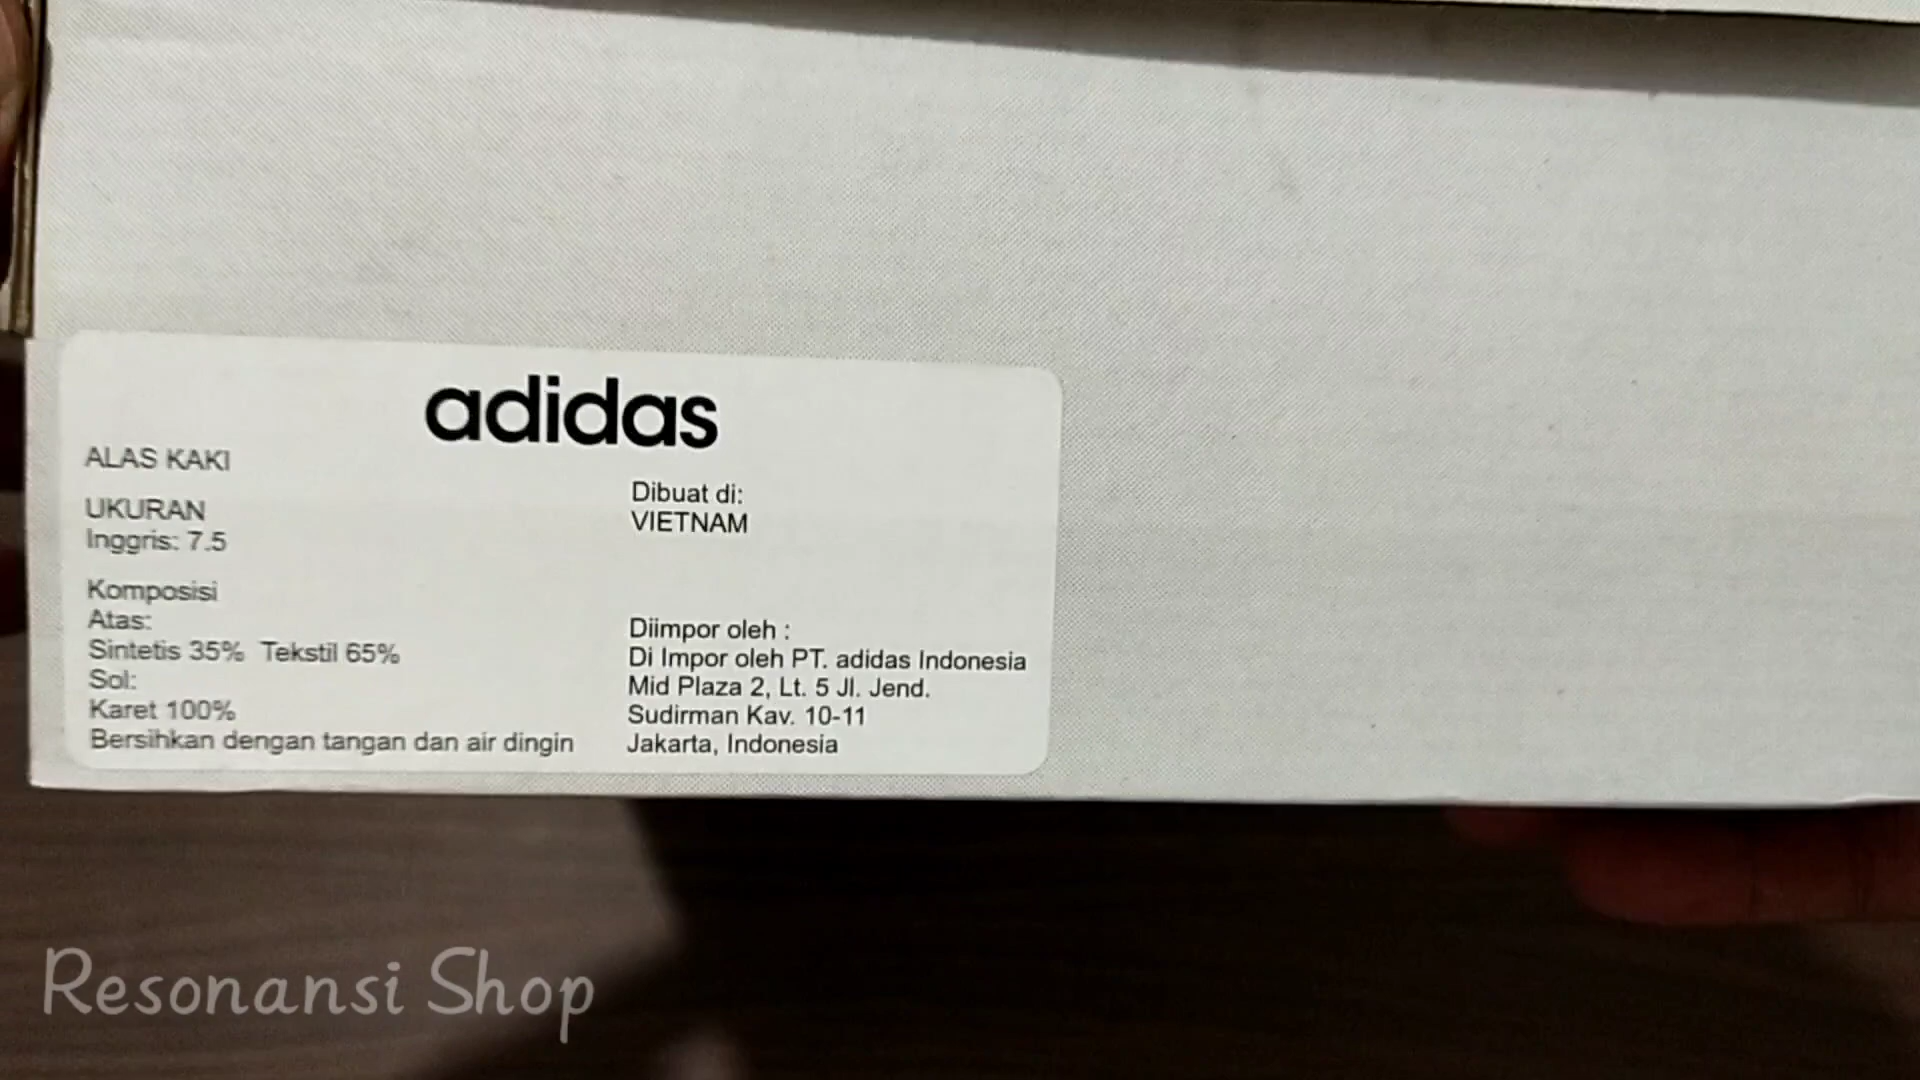 adidas
ALAS KAKI
UKURAN
Inggris: 7.5
Komposisi
Atas:
Sintetis 35% Tekstil 65%
Sol:
Karet 100%
Bersihkan dengan tangan dan air dingin
Dibuat di:
VIETNAM
Diimpor oleh :
Di Impor oleh PT. adidas Indonesia
Mid Plaza 2, Lt. 5 Jl. Jend.
Sudirman Kav. 10-11
Jakarta, Indonesia
Resonansi Shop